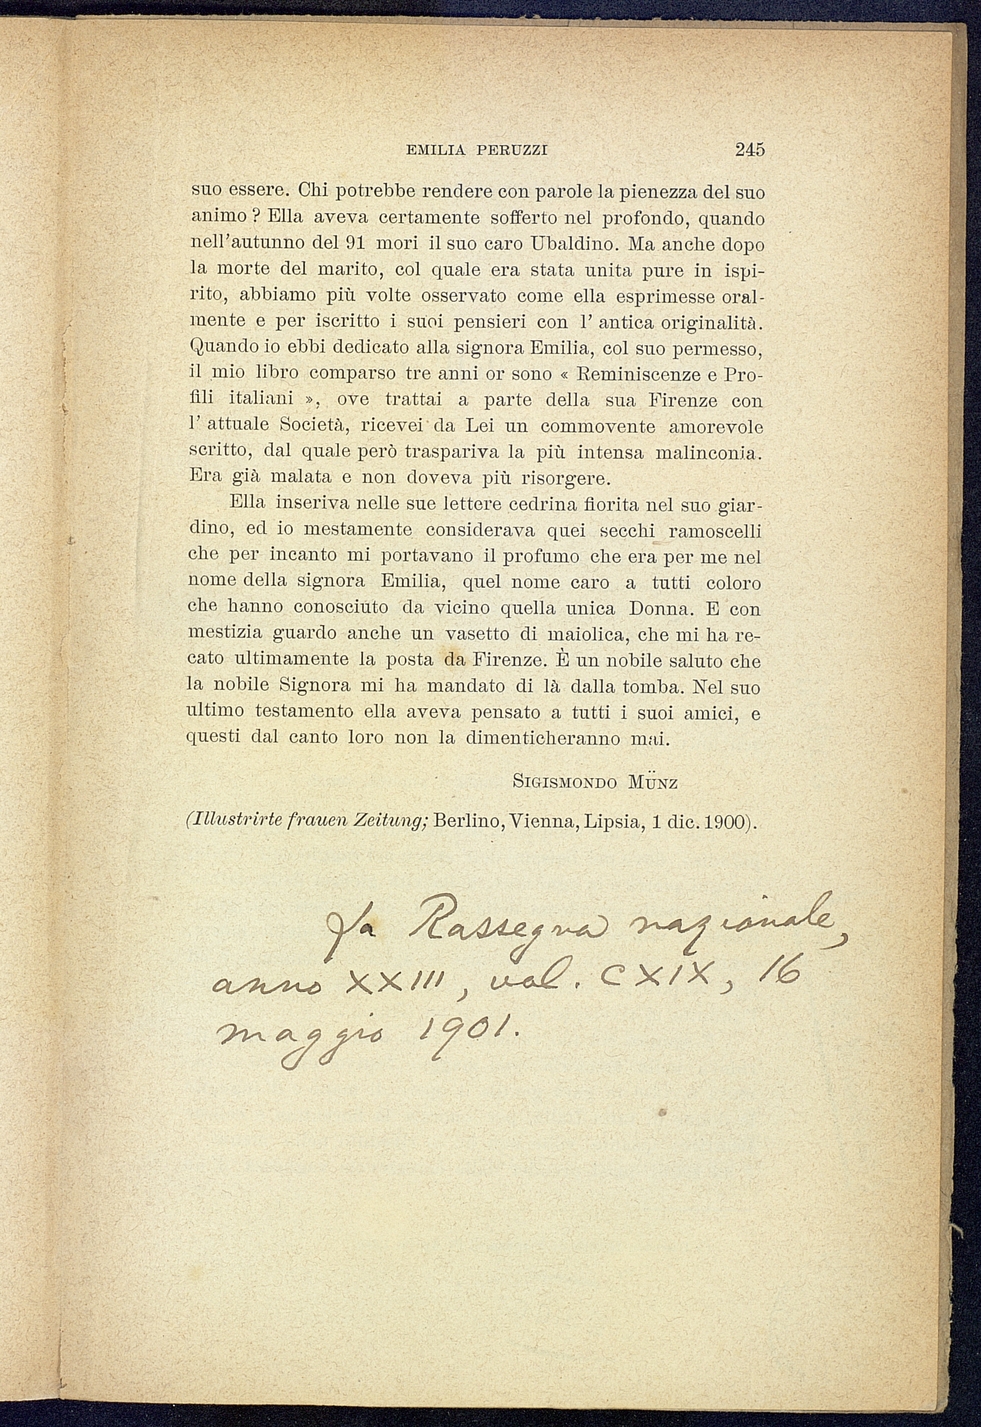 EMILIA PERUZZI 245
suo essere. Chi potrebbe rendere con parole la pienezza del suo
animo ? Ella aveva certamente sofferto nel profondo, quando
nell'autunno del 91 mori il suo caro Ubaldino. Ma anche dopo
la morte del marito, col quale era stata unita pure in ispi-
rito, abbiamo più volte osservato come ella esprimesse oral-
mente e per iscritto i suoi pensieri con l' antica originalità.
Quando io ebbi dedicato alla signora Emilia, col suo permesso,
il mio libro comparso tre anni or sono « Reminiscenze e Pro-
fili italiani », ove trattai a parte della sua Firenze con
l' attuale Società, ricevei da Lei un commovente amorevole
scritto, dal quale però traspariva la più intensa malinconia.
Era già malata e non doveva più risorgere.
Ella inseriva nelle sue lettere cedrina fiorita nel suo giar-
dino, ed io mestamente considerava quei secchi ramoscelli
che per incanto mi portavano il profumo che era per me nel
nome della signora Emilia, quel nome caro a tutti coloro
che hanno conosciuto da vicino quella unica Donna. E con
mestizia guardo anche un vasetto di maiolica, che mi ha re-
cato ultimamente la posta da Firenze. È un nobile saluto che
la nobile Signora mi ha mandato di là dalla tomba. Nel suo
ultimo testamento ella aveva pensato a tutti i suoi amici, e
questi dal canto loro non la dimenticheranno mai.
SIGISMONDO MÜNZ
(Illustrirte frauen Zeitung; Berlino, Vienna, Lipsia, 1 dic. 1900).
La Rassegna nazionale,
anno XXIII, vol. CXIX, 16
maggio 1901.